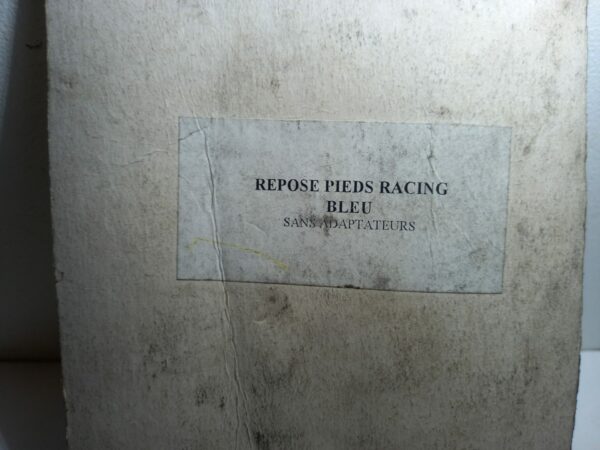 REPOSE PIEDS RACING
BLEU
SANS ADAPTATEURS